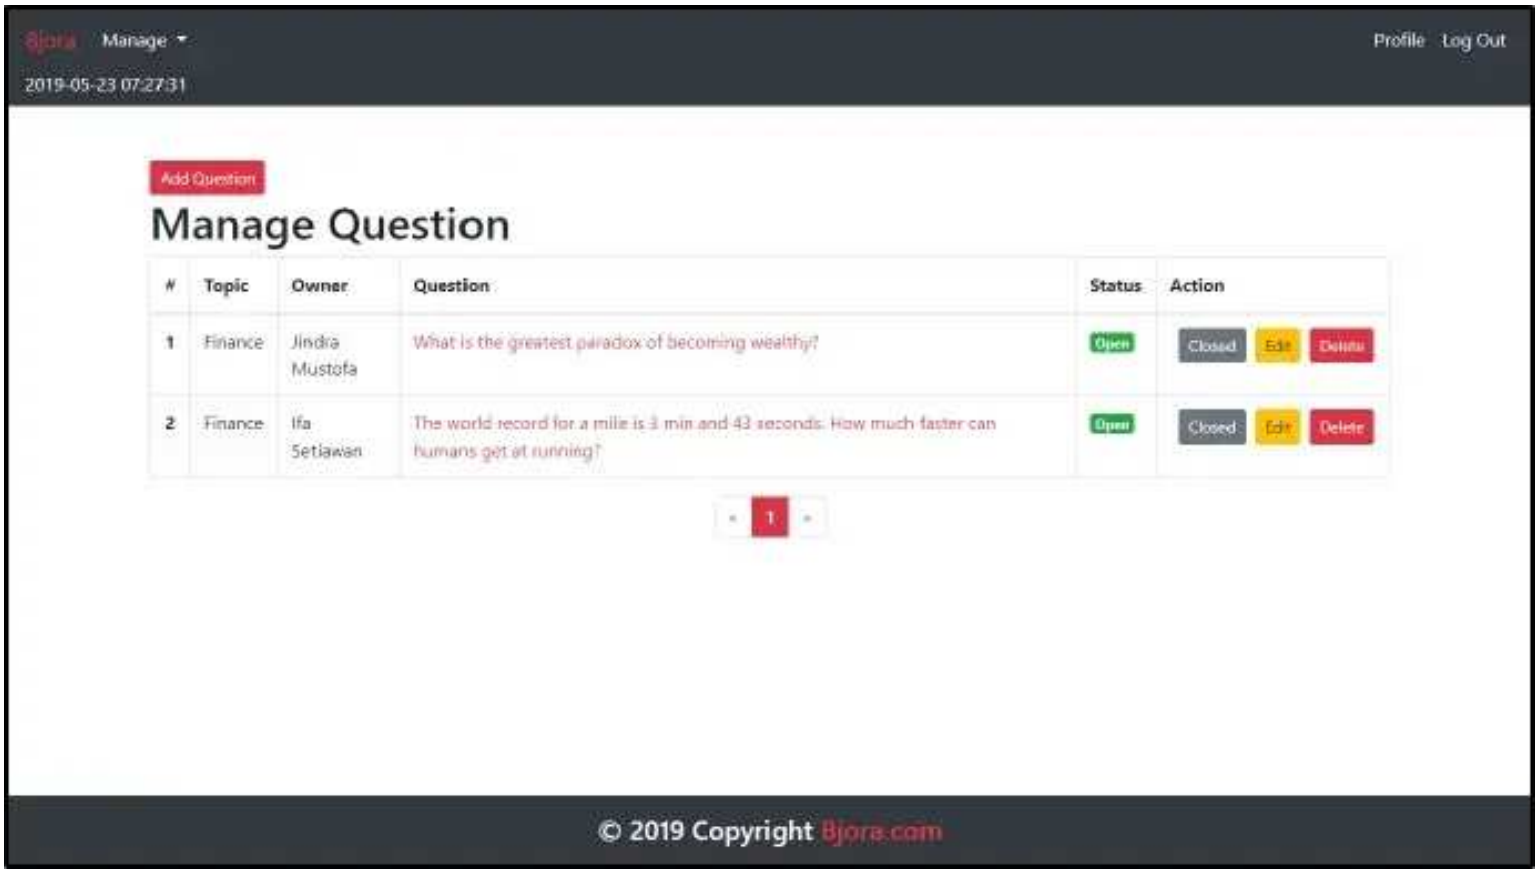 Bjora Manage Profile Log Out
2019-05-23 07:27:31
Add Question
Manage Question
# Topic Owner Question Status Action
1 Finance Jindra Mustofa What is the greatest paradox of becoming wealthy? Open Closed Edit Delete
2 Finance Ifa Setiawan The world record for a mile is 3 min and 43 seconds. How much faster can humans get at running? Open Closed Edit Delete
« 1 »
© 2019 Copyright Bjora.com